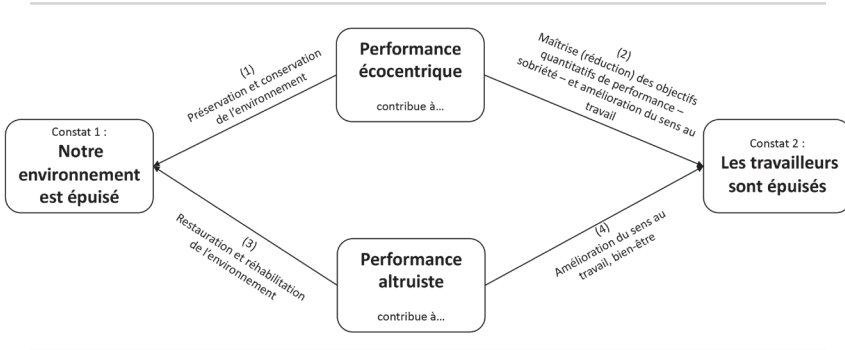 Performance
écocentrique
contribue à...
(1)
Préservation et conservation
de l'environnement
(2)
Maîtrise (réduction) des objectifs
quantitatifs de performance –
sobriété – et amélioration du sens au
travail
Constat 1 :
Notre
environnement
est épuisé
Constat 2 :
Les travailleurs
sont épuisés
(3)
Restauration et réhabilitation
de l'environnement
(4)
Amélioration du sens au
travail, bien-être
Performance
altruiste
contribue à...